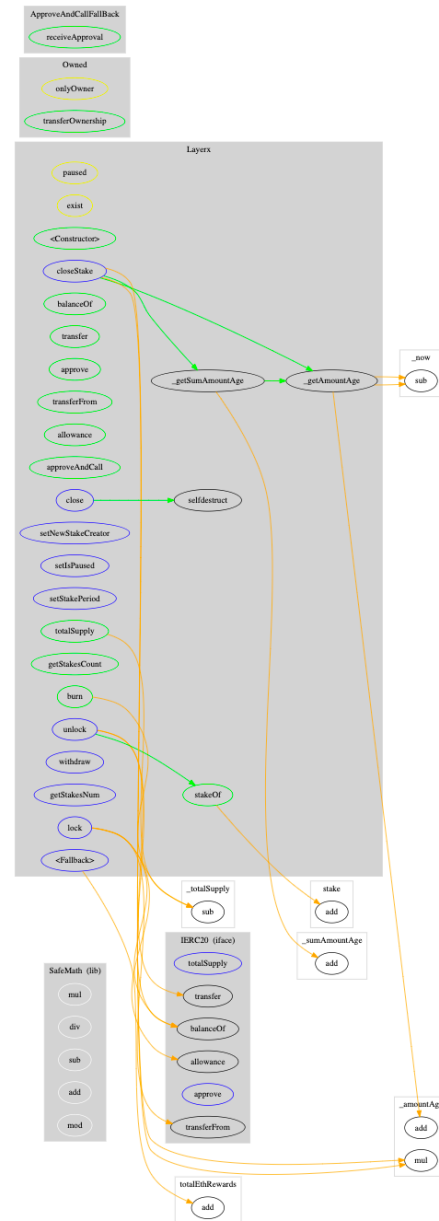 ApproveAndCallFallBack
receiveApproval
Owned
onlyOwner
transferOwnership
Layerx
paused
exist
<Constructor>
closeStake
balanceOf
transfer
approve
transferFrom
allowance
approveAndCall
close
setNewStakeCreator
setIsPaused
setStakePeriod
totalSupply
getStakesCount
burn
unlock
withdraw
getStakesNum
lock
<Fallback>
_getSumAmountAge
_getAmountAge
selfdestruct
stakeOf
_now
sub
_totalSupply
sub
stake
add
_sumAmountAge
add
IERC20 (iface)
totalSupply
transfer
balanceOf
allowance
approve
transferFrom
SafeMath (lib)
mul
div
sub
add
mod
_amountAg
add
mul
totalEthRewards
add